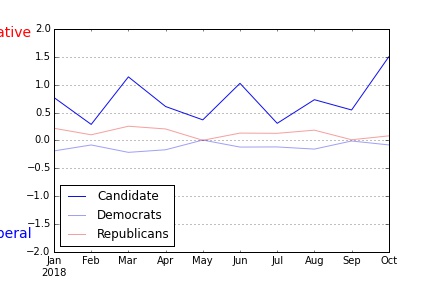 2.0
ative
1.5
1.0
0.5
0.0
−0.5
−1.0
Candidate
Democrats
−1.5
Republicans
beral
−2.0
Jan Feb Mar Apr May Jun Jul Aug Sep Oct
2018